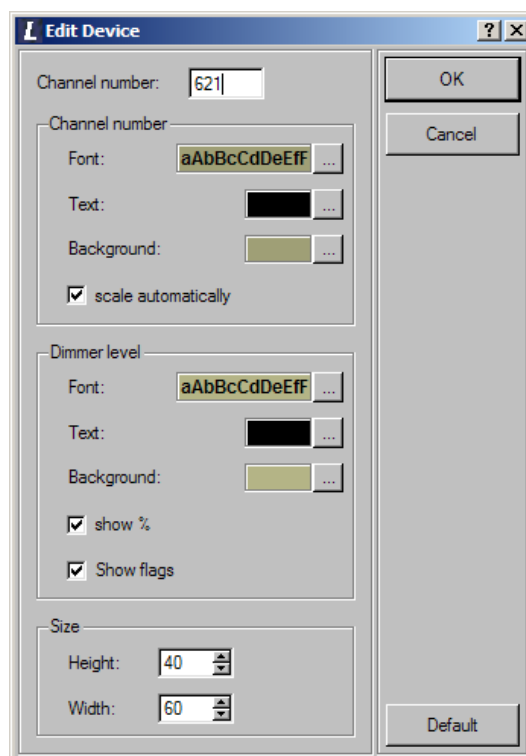 Edit Device
Channel number: 621
OK
Cancel
Channel number
Font: aAbBcCdDeEfF ...
Text: ...
Background: ...
scale automatically
Dimmer level
Font: aAbBcCdDeEfF ...
Text: ...
Background: ...
show %
Show flags
Size
Height: 40
Width: 60
Default